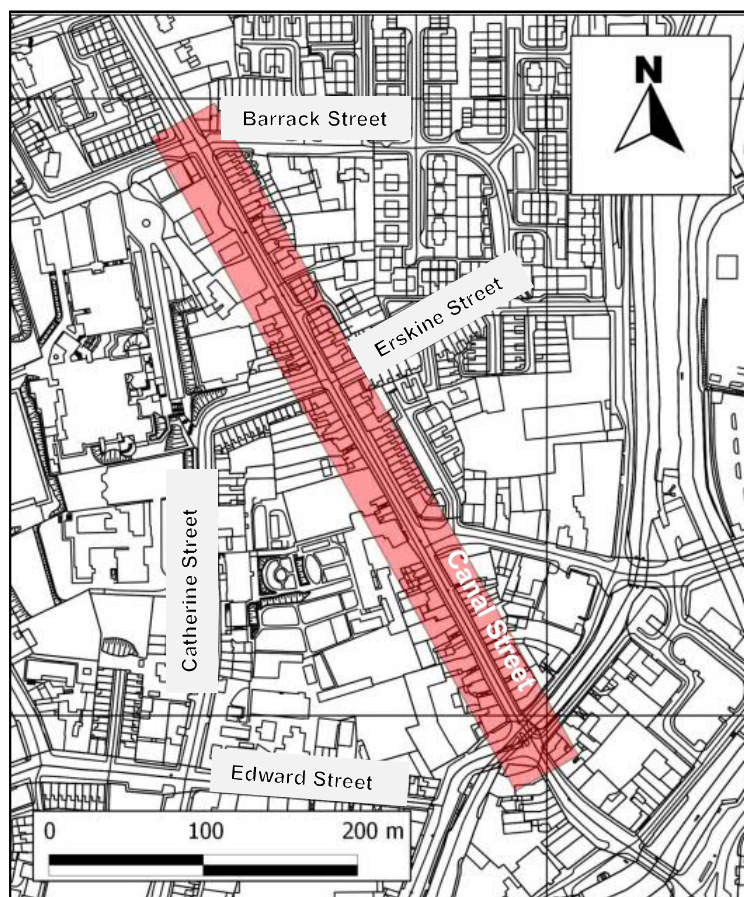 Barrack Street
N
Erskine Street
Catherine Street
Canal Street
Edward Street
0 100 200 m